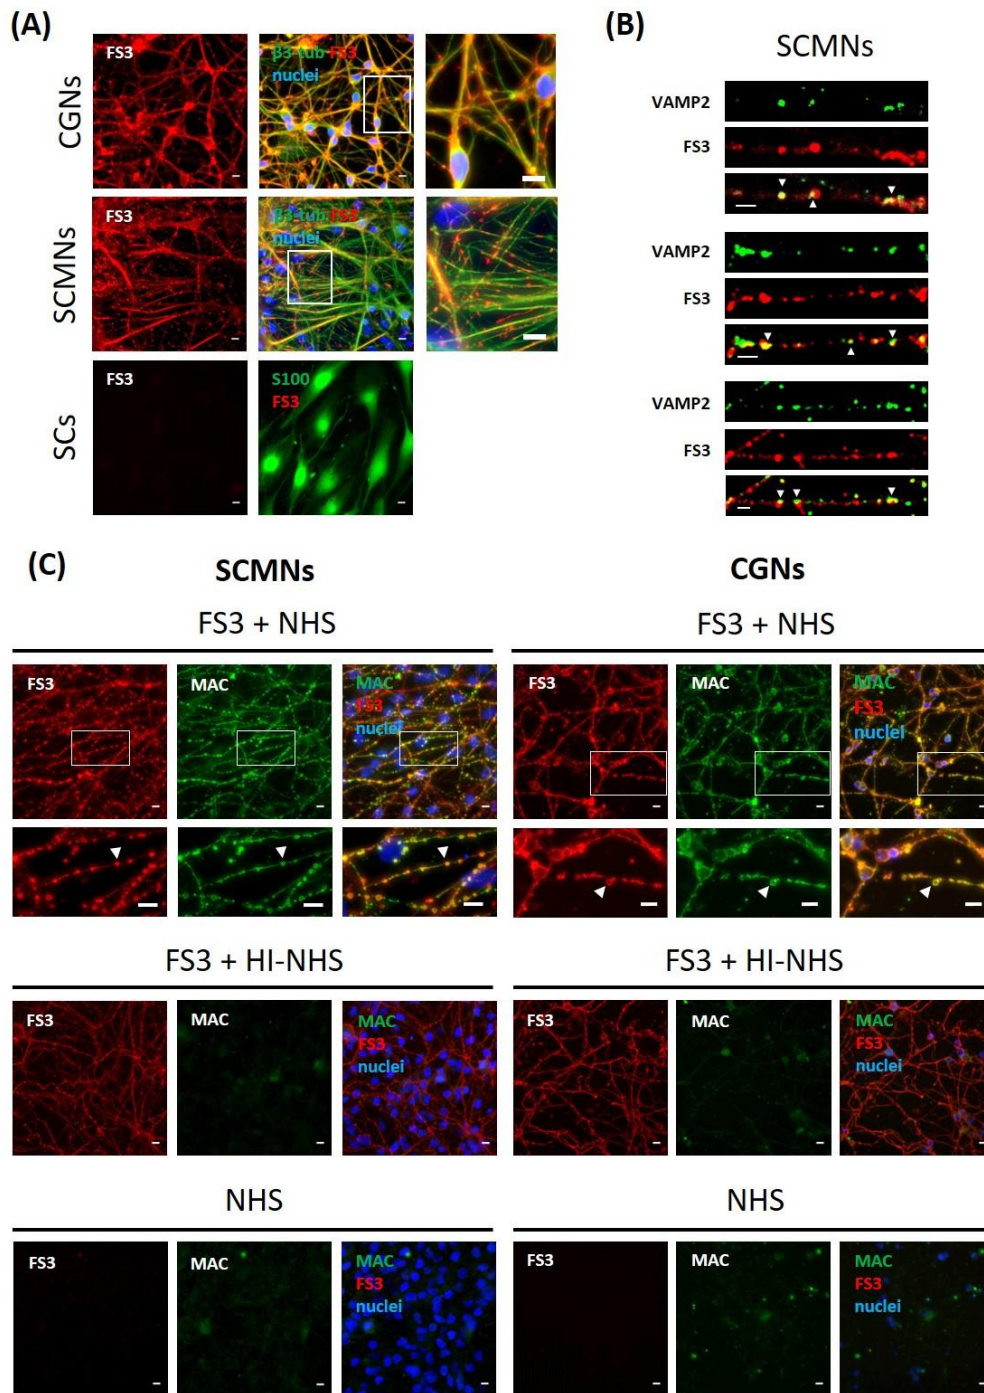 (A)
CGNs
FS3
β3-tub FS3
nuclei
SCMNs
FS3
β3-tub FS3
nuclei
SCs
FS3
S100
FS3
(B)
SCMNs
VAMP2
FS3
VAMP2
FS3
VAMP2
FS3
(C)
SCMNs
FS3 + NHS
FS3
MAC
MAC
FS3
nuclei
FS3 + HI-NHS
FS3
MAC
MAC
FS3
nuclei
NHS
FS3
MAC
MAC
FS3
nuclei
CGNs
FS3 + NHS
FS3
MAC
MAC
FS3
nuclei
FS3 + HI-NHS
FS3
MAC
MAC
FS3
nuclei
NHS
FS3
MAC
MAC
FS3
nuclei